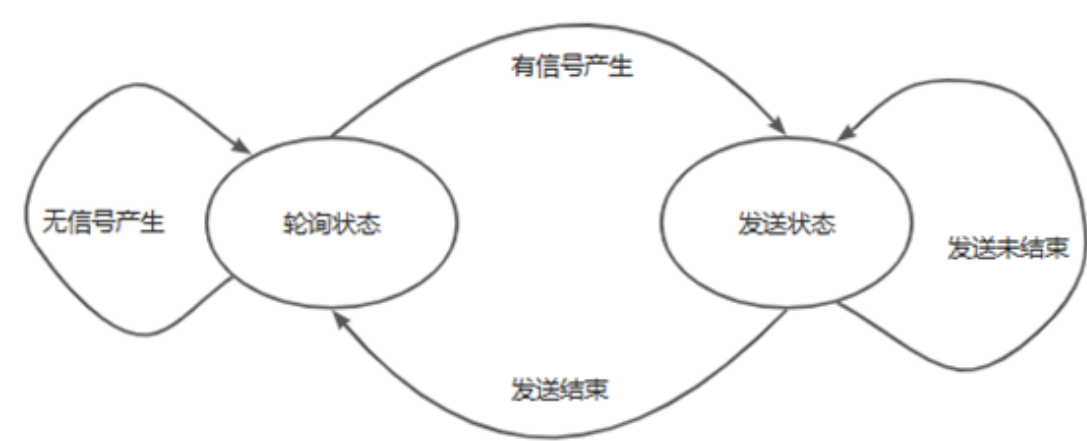 有信号产生
无信号产生
轮询状态
发送状态
发送未结束
发送结束